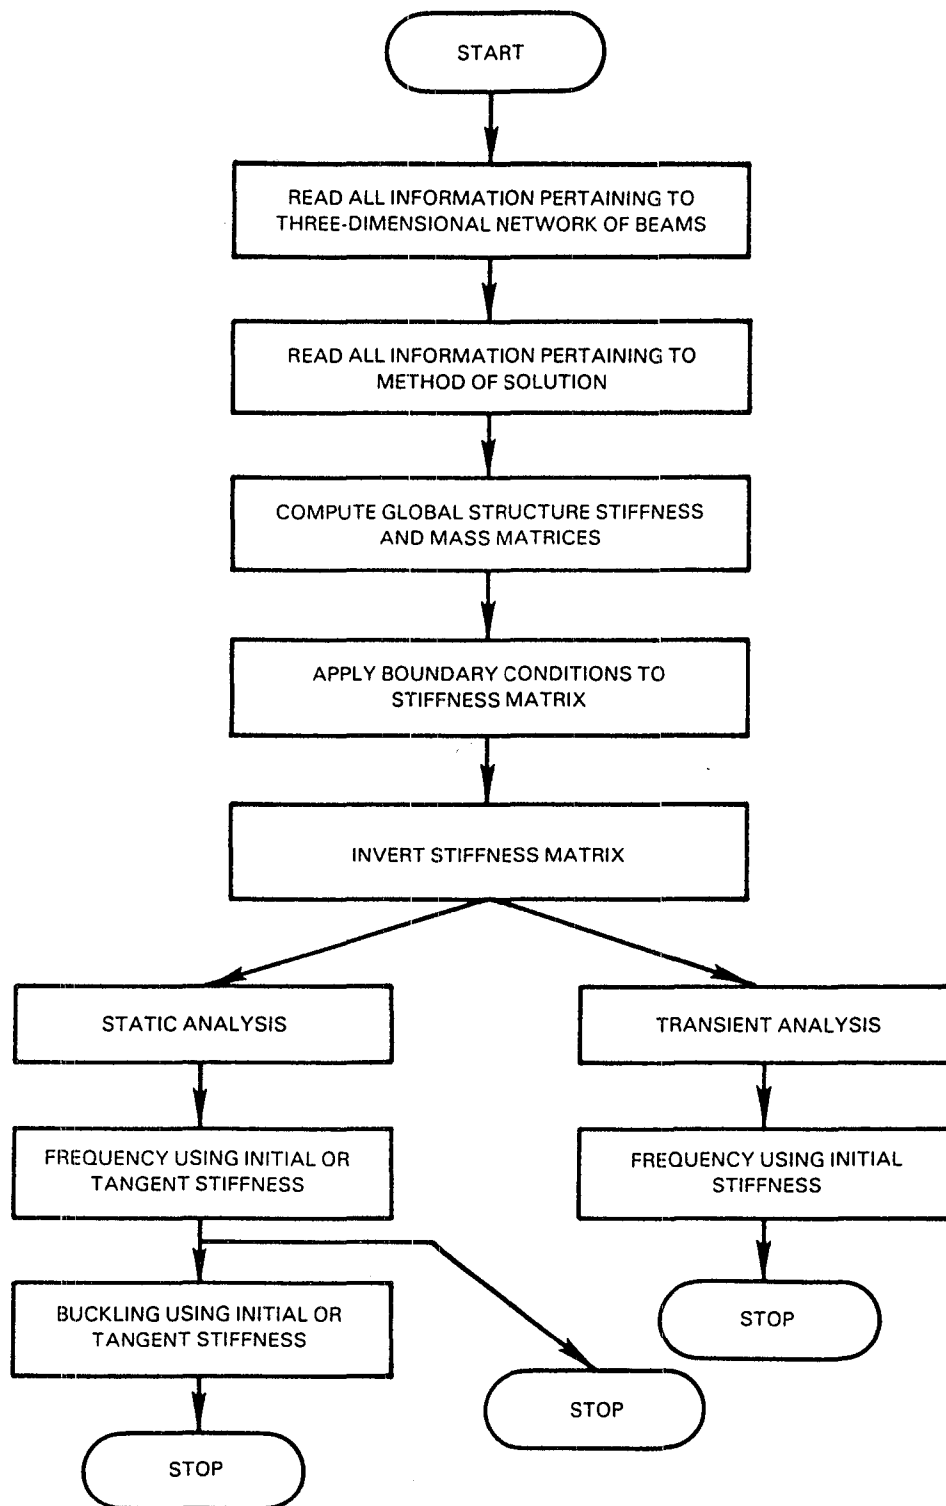 START
READ ALL INFORMATION PERTAINING TO
THREE-DIMENSIONAL NETWORK OF BEAMS
READ ALL INFORMATION PERTAINING TO
METHOD OF SOLUTION
COMPUTE GLOBAL STRUCTURE STIFFNESS
AND MASS MATRICES
APPLY BOUNDARY CONDITIONS TO
STIFFNESS MATRIX
INVERT STIFFNESS MATRIX
STATIC ANALYSIS
TRANSIENT ANALYSIS
FREQUENCY USING INITIAL OR
TANGENT STIFFNESS
FREQUENCY USING INITIAL
STIFFNESS
BUCKLING USING INITIAL OR
TANGENT STIFFNESS
STOP
STOP
STOP